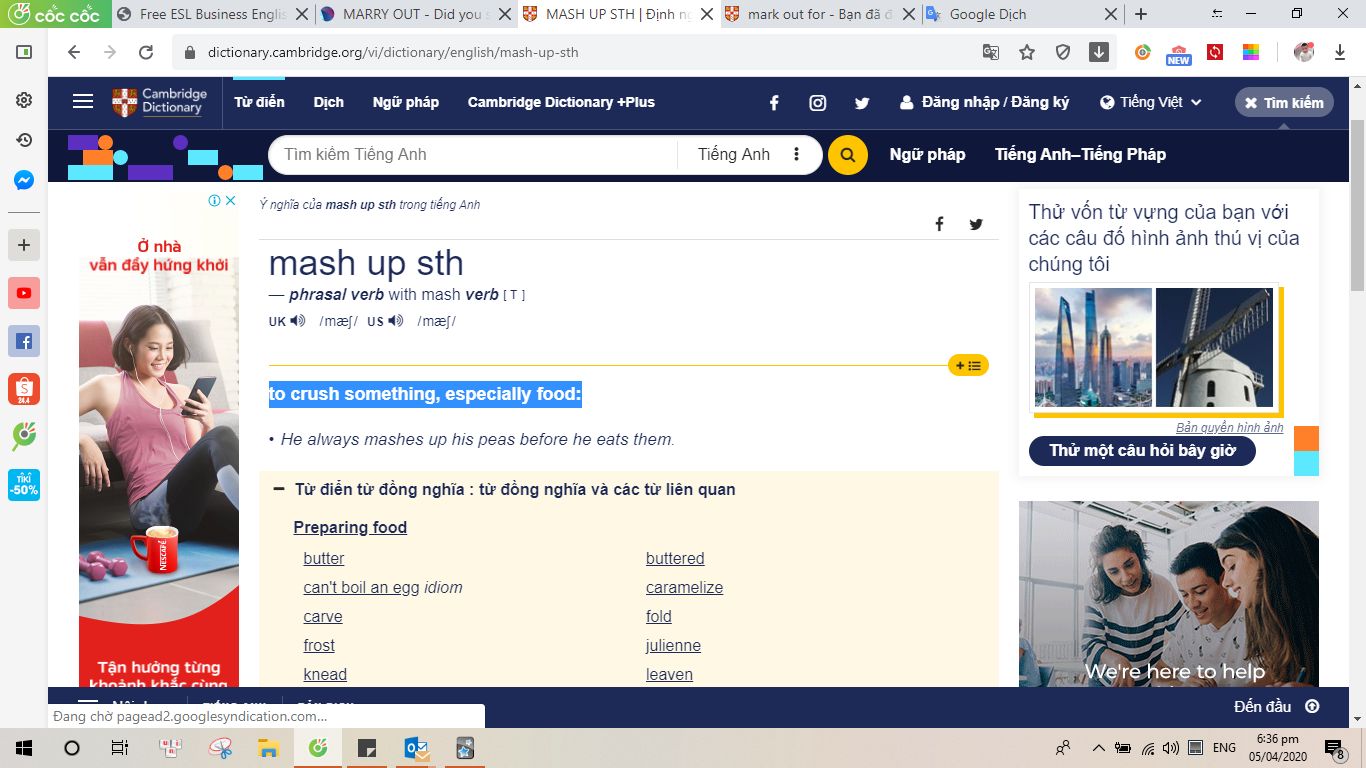 cốc cốc
Free ESL Business Englis
MARRY OUT - Did you s
MASH UP STH | Định ng
mark out for - Bạn đã đ
Google Dịch
dictionary.cambridge.org/vi/dictionary/english/mash-up-sth
NEW
Cambridge
Dictionary
Từ điển
Dịch
Ngữ pháp
Cambridge Dictionary +Plus
Đăng nhập / Đăng ký
Tiếng Việt
Tìm kiếm
Tìm kiếm Tiếng Anh
Tiếng Anh
Ngữ pháp
Tiếng Anh–Tiếng Pháp
24.4
TIKI
-50%
Ở nhà
vẫn đầy hứng khởi
NESCAFÉ
Tận hưởng từng
khoảnh khắc cùng
Ý nghĩa của mash up sth trong tiếng Anh
mash up sth
— phrasal verb with mash verb [ T ]
UK /mæʃ/ US /mæʃ/
to crush something, especially food:
• He always mashes up his peas before he eats them.
Từ điển từ đồng nghĩa : từ đồng nghĩa và các từ liên quan
Preparing food
butter
buttered
can't boil an egg idiom
caramelize
carve
fold
frost
julienne
knead
leaven
Thử vốn từ vựng của bạn với
các câu đố hình ảnh thú vị của
chúng tôi
Bản quyền hình ảnh
Thử một câu hỏi bây giờ
We're here to help
Đến đầu
Đang chờ pagead2.googlesyndication.com...
ENG
6:36 pm
05/04/2020
8